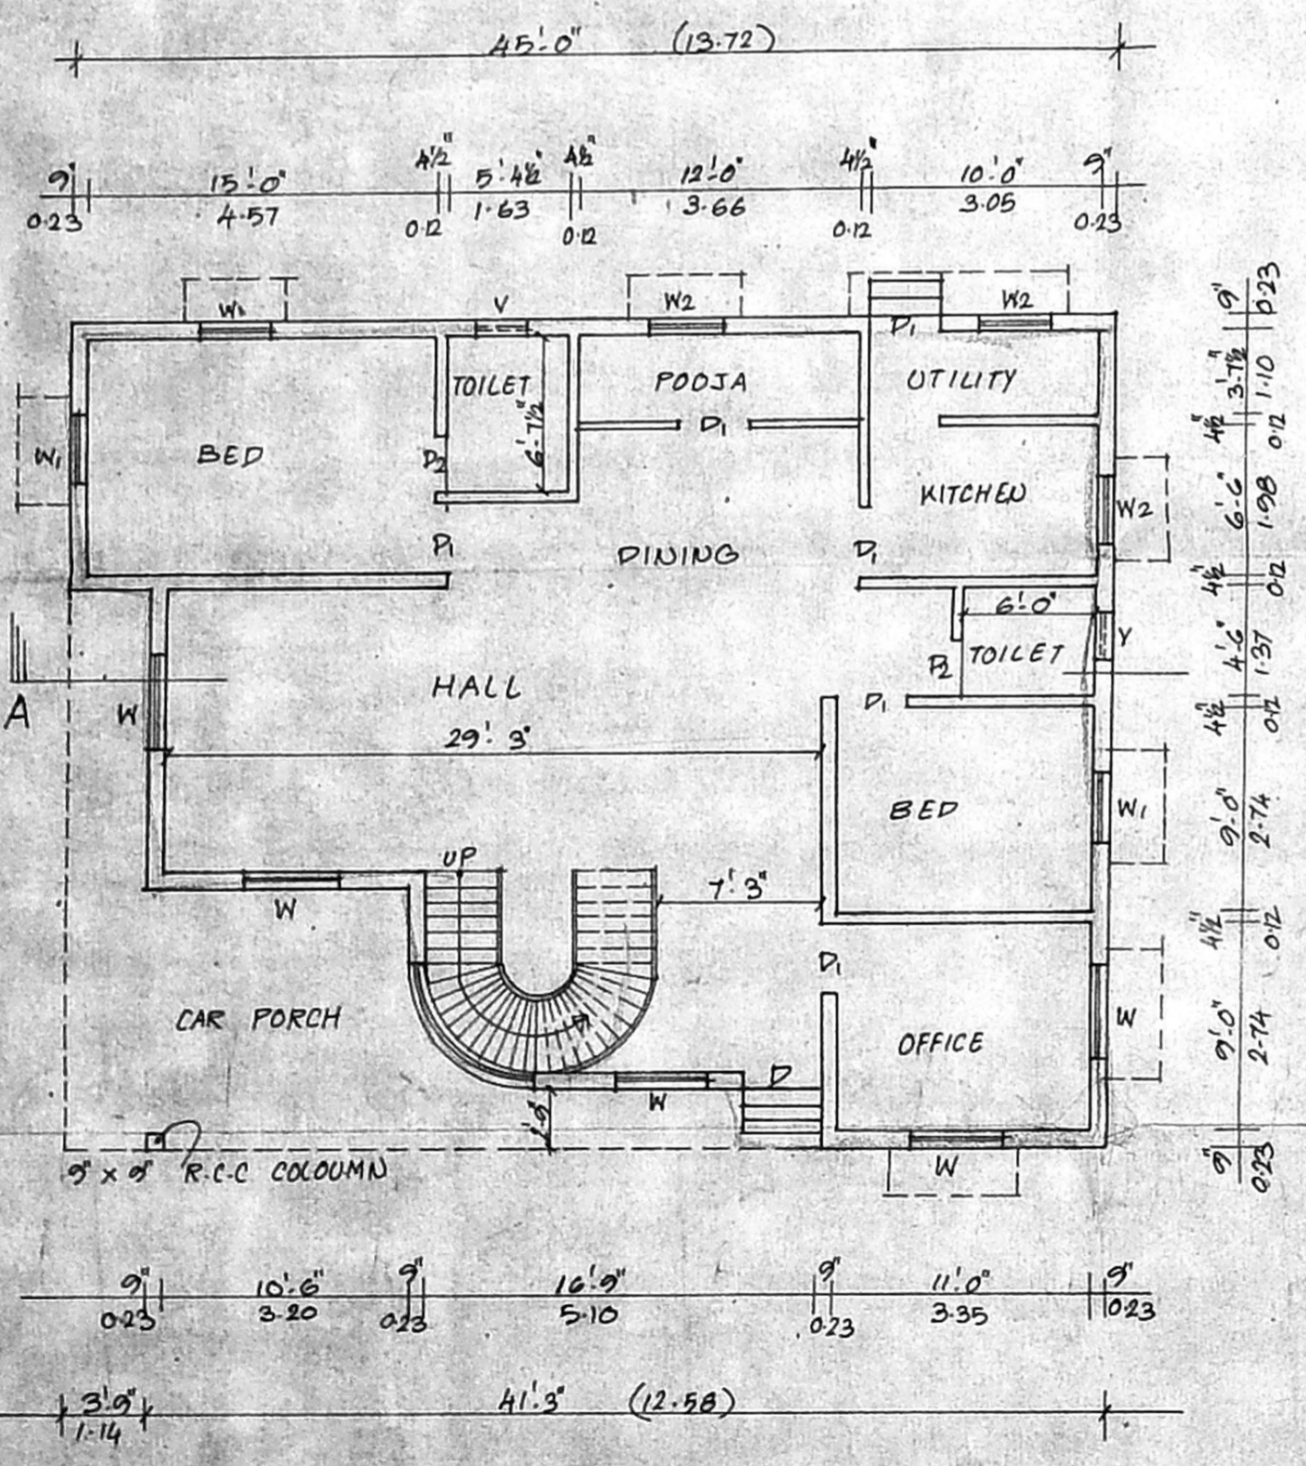 45'-0" (13.72)
9" 15'-0" 4½" 5'-4½" 4½" 12'-0" 4½" 10'-0" 9"
0.23 4.57 0.12 1.63 0.12 3.66 0.12 3.05 0.23
W1 V W2 D1 W2
TOILET POOJA UTILITY
BED 6'-7½" D1
W1 D2 KITCHEN W2
D1 DINING D1
6'-0"
TOILET V
D2
HALL D1
A W
29'-3"
BED W1
UP
7'-3"
W
D1
CAR PORCH OFFICE W
D
W
2'-9"
9" x 9" R.C.C COLOUMN W
9" 0.23
3'-7½" 1.10
4½" 0.12
6'-6" 1.98
4½" 0.12
4'-6" 1.37
4½" 0.12
9'-0" 2.74
4½" 0.12
9'-0" 2.74
9" 0.23
9" 10'-6" 9" 16'-9" 9" 11'-0" 9"
0.23 3.20 0.23 5.10 0.23 3.35 0.23
3'-9" 41'-3" (12.58)
1.14